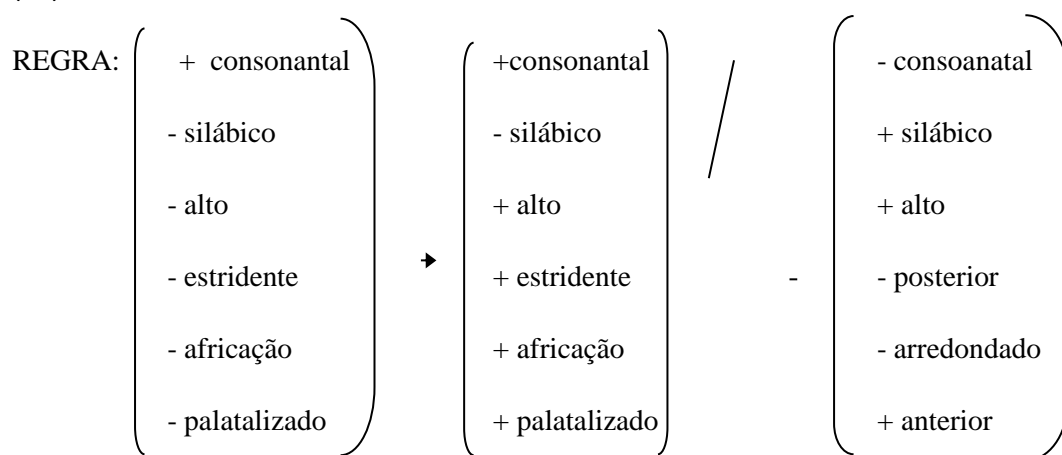 REGRA: + consonantal +consonantal / - consoanatal
- silábico - silábico + silábico
- alto + alto + alto
- estridente → + estridente - - posterior
- africação + africação - arredondado
- palatalizado + palatalizado + anterior